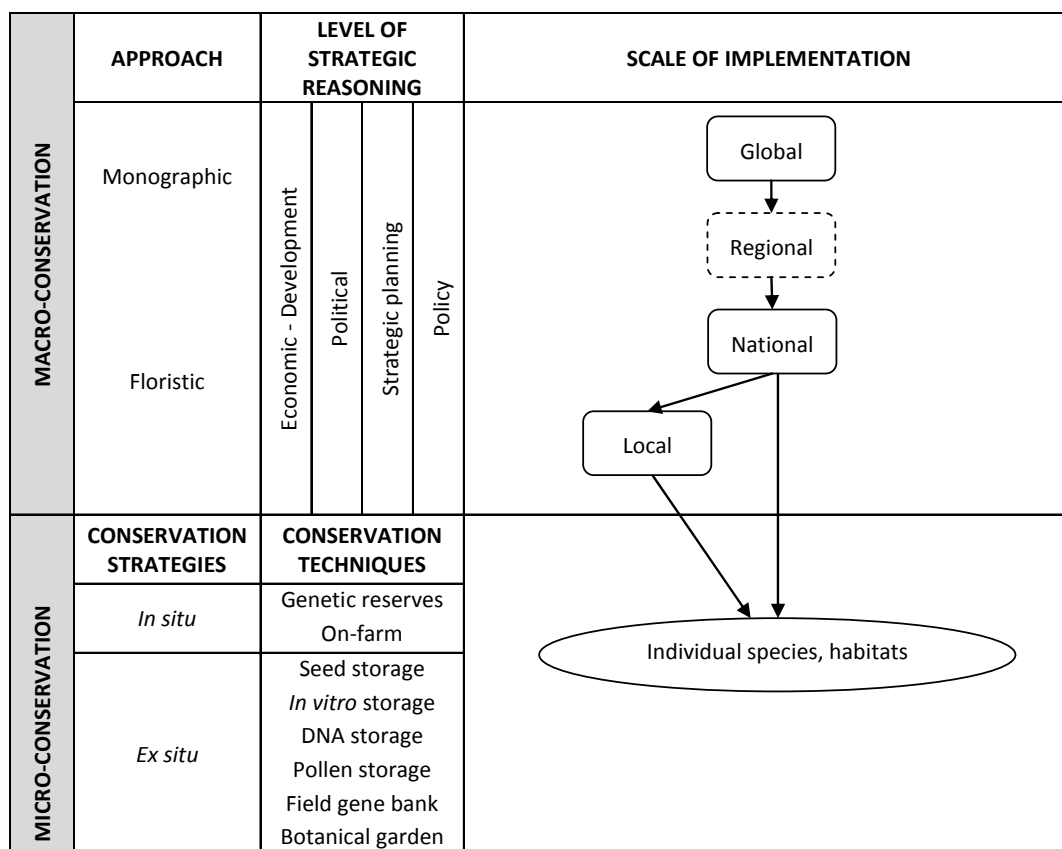 MACRO-CONSERVATION
APPROACH
LEVEL OF
STRATEGIC
REASONING
SCALE OF IMPLEMENTATION
Monographic
Floristic
Economic - Development
Political
Strategic planning
Policy
Global
Regional
National
Local
MICRO-CONSERVATION
CONSERVATION
STRATEGIES
CONSERVATION
TECHNIQUES
In situ
Genetic reserves
On-farm
Ex situ
Seed storage
In vitro storage
DNA storage
Pollen storage
Field gene bank
Botanical garden
Individual species, habitats